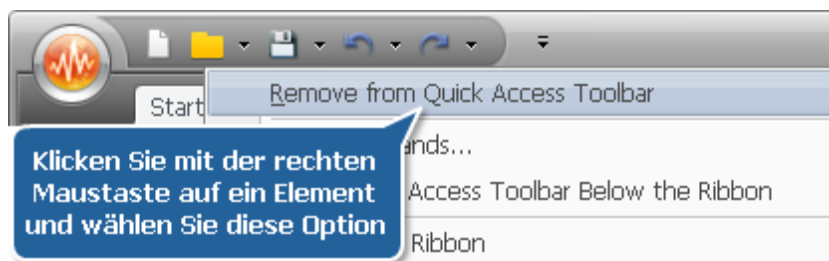 Start
Remove from Quick Access Toolbar
ands...
Access Toolbar Below the Ribbon
Ribbon
Klicken Sie mit der rechten
Maustaste auf ein Element
und wählen Sie diese Option